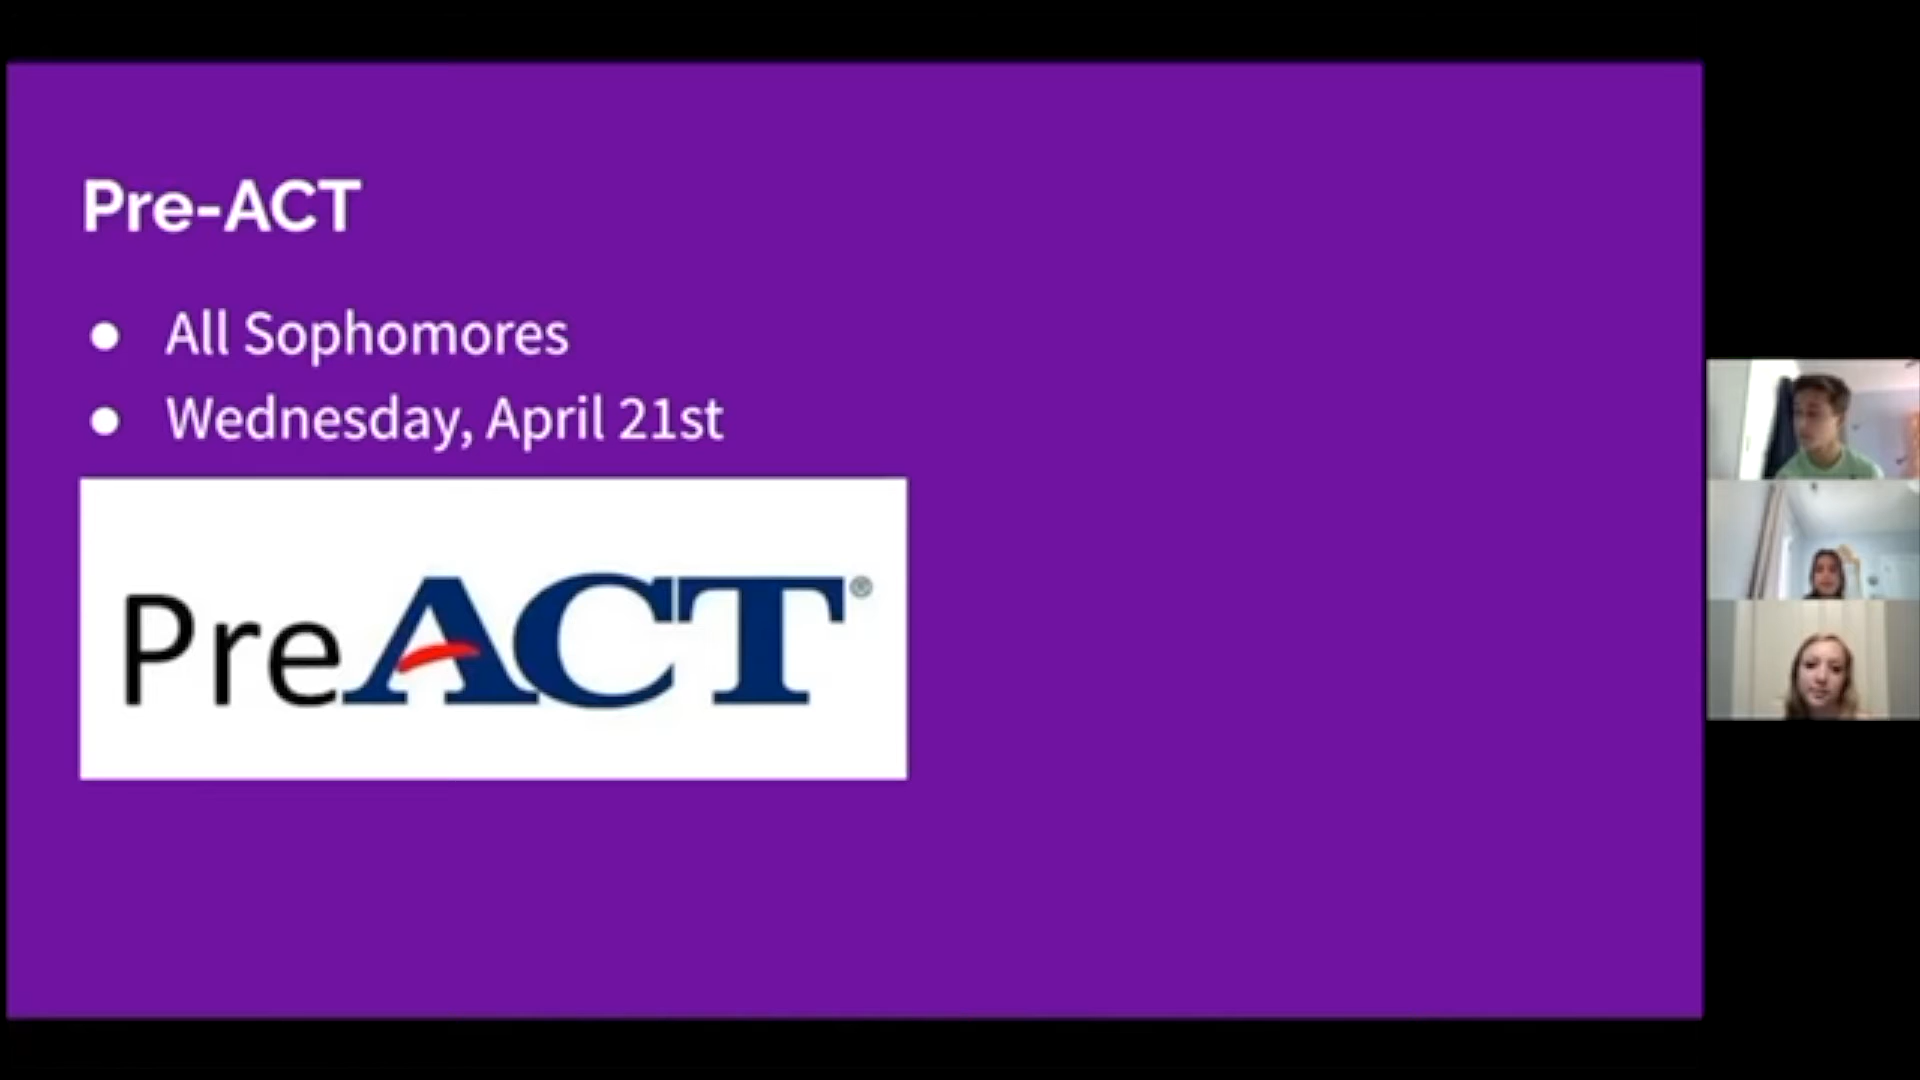 Pre-ACT
● All Sophomores
● Wednesday, April 21st
PreACT®